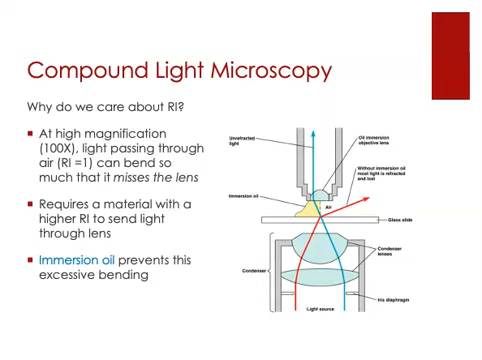 Compound Light Microscopy
Why do we care about RI?
At high magnification
(100X), light passing through
air (RI =1) can bend so
much that it misses the lens
Requires a material with a
higher RI to send light
through lens
Immersion oil prevents this
excessive bending
Unrefracted
light
Oil immersion
objective lens
Without immersion oil
most light is refracted
and lost
Immersion oil
Air
Glass slide
Condenser
lenses
Condenser
Iris diaphragm
Light source